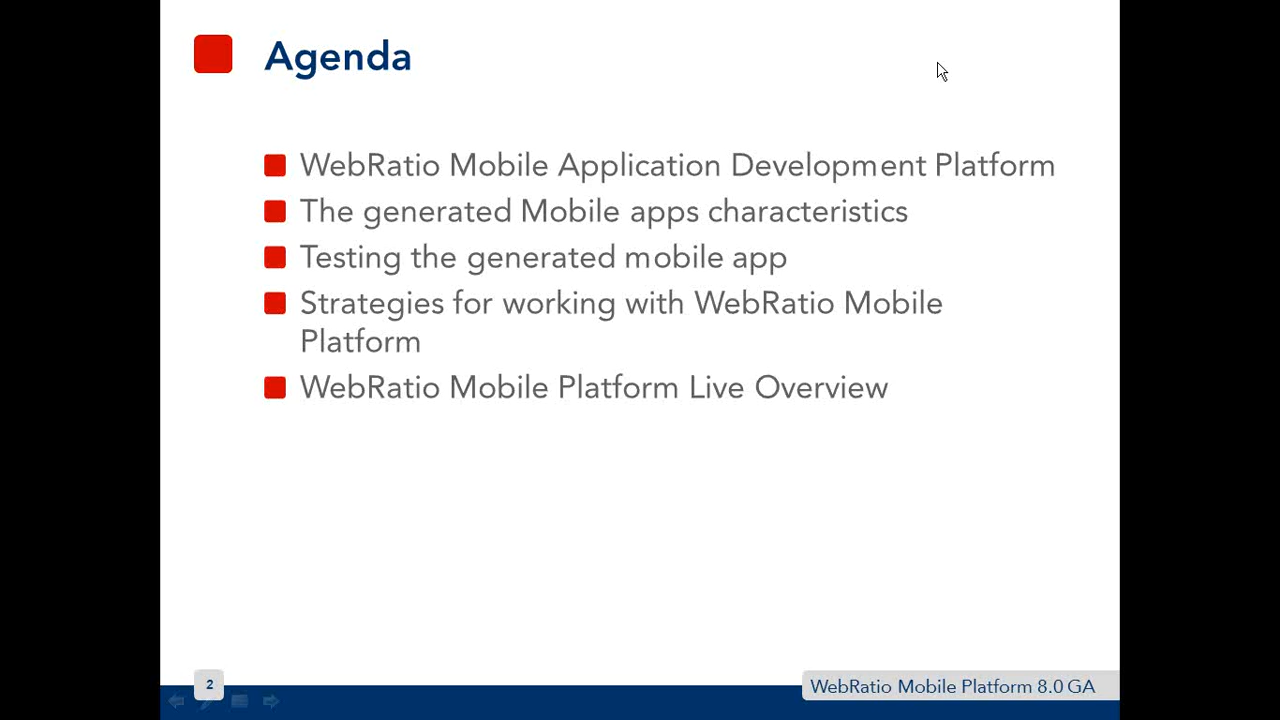 Agenda
WebRatio Mobile Application Development Platform
The generated Mobile apps characteristics
Testing the generated mobile app
Strategies for working with WebRatio Mobile
Platform
WebRatio Mobile Platform Live Overview
2
WebRatio Mobile Platform 8.0 GA